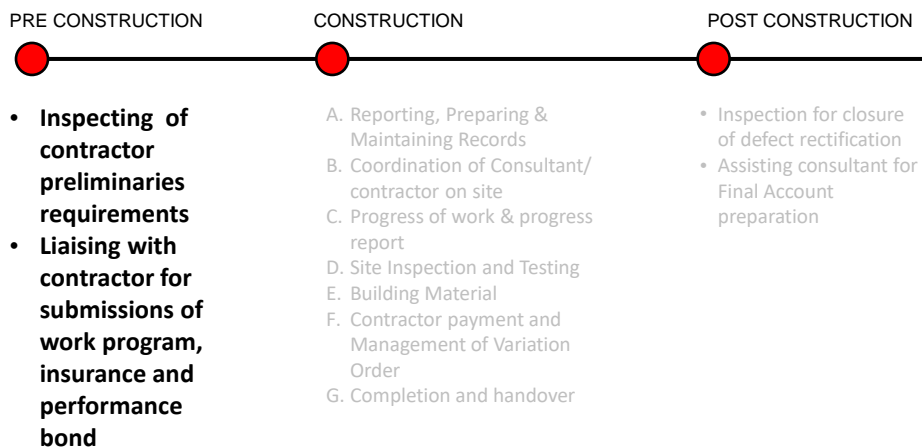 PRE CONSTRUCTION
CONSTRUCTION
POST CONSTRUCTION
• Inspecting of
contractor
preliminaries
requirements
• Liaising with
contractor for
submissions of
work program,
insurance and
performance
bond
A. Reporting, Preparing &
Maintaining Records
B. Coordination of Consultant/
contractor on site
C. Progress of work & progress
report
D. Site Inspection and Testing
E. Building Material
F. Contractor payment and
Management of Variation
Order
G. Completion and handover
• Inspection for closure
of defect rectification
• Assisting consultant for
Final Account
preparation